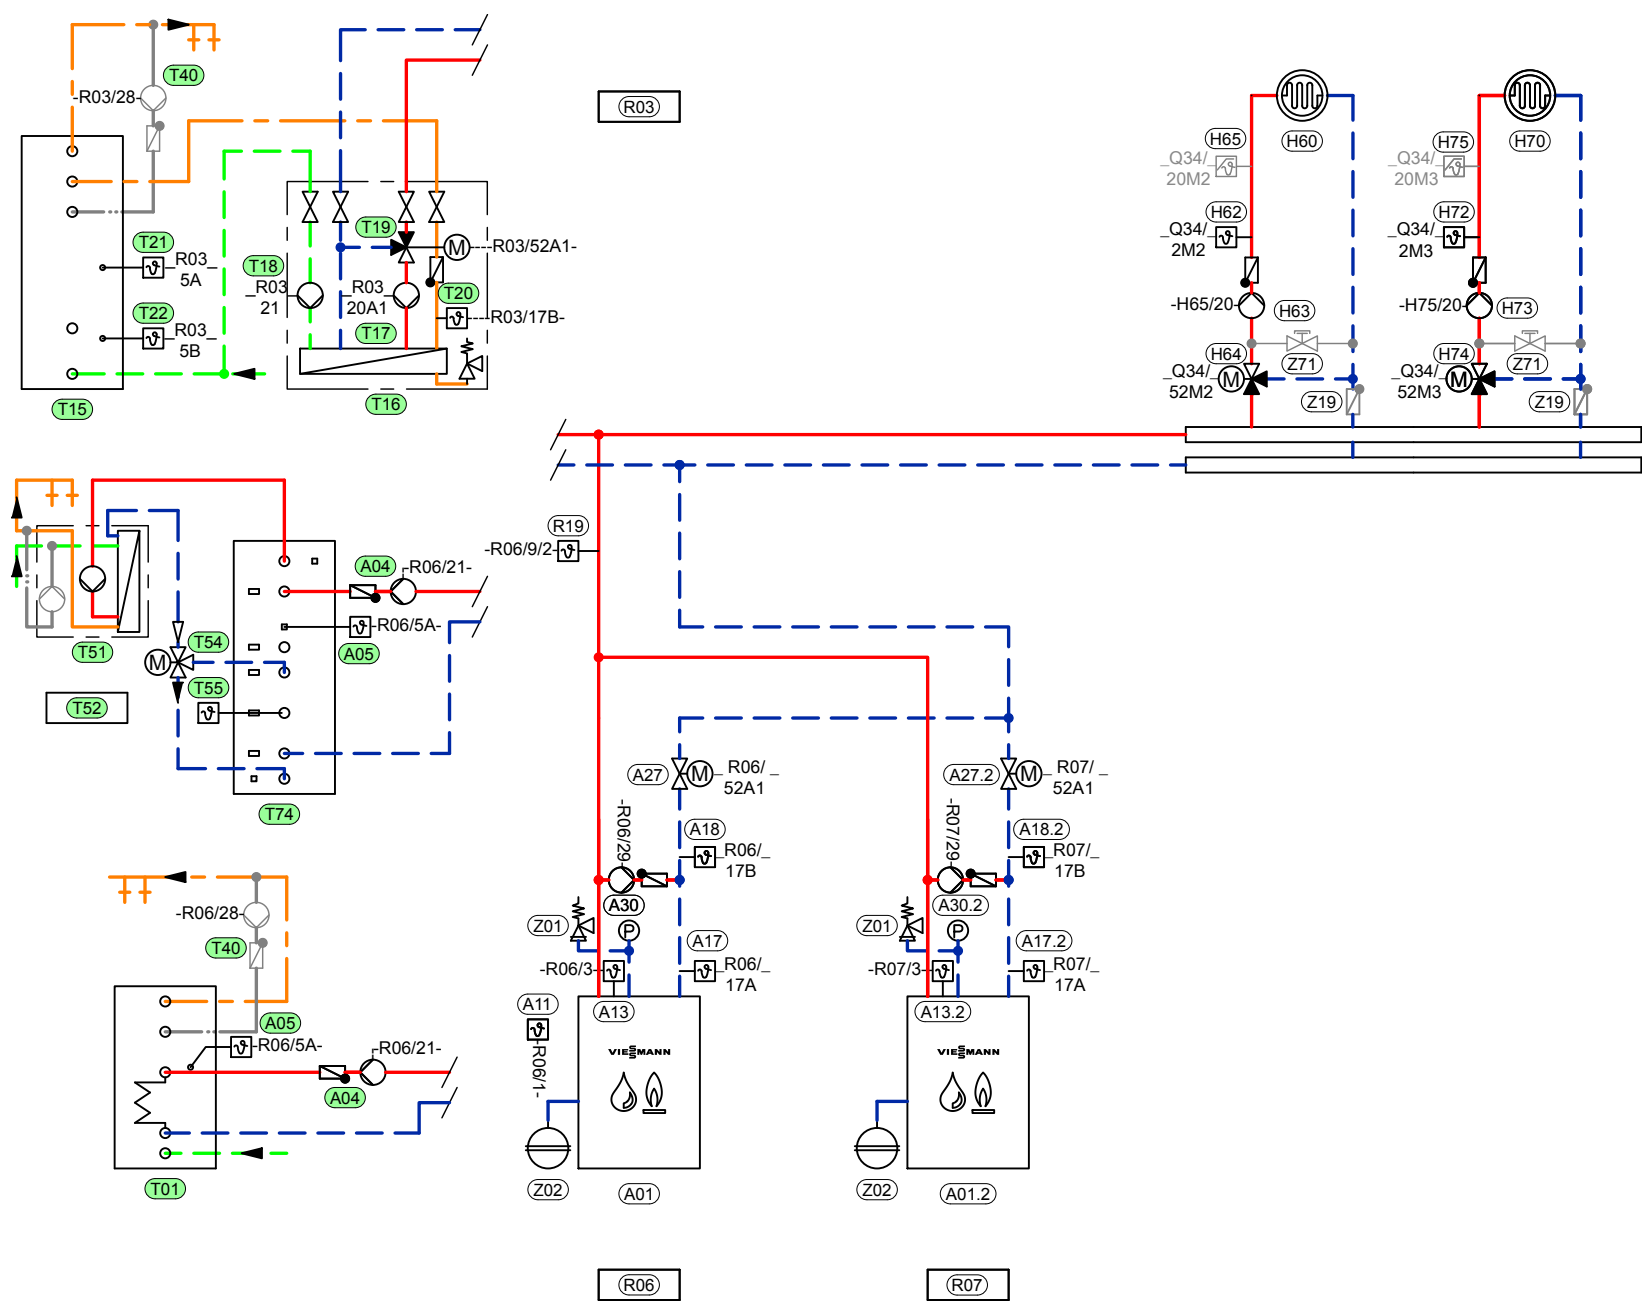 T40
-R03/28-
R03
T21
R03
5A
T22
R03
5B
T15
T18
R03
21
T19
M
R03/52A1-
R03
20A1
T20
R03/17B-
T17
T16
H65
_Q34/
20M2
H60
H62
_Q34/
2M2
-H65/20-
H63
H64
_Q34/
52M2
M
Z71
Z19
H75
_Q34/
20M3
H70
H72
_Q34/
2M3
-H75/20-
H73
H74
_Q34/
52M3
M
Z71
Z19
R19
-R06/9/2-
A04
-R06/21-
-R06/5A-
A05
T51
T54
M
T55
T52
T74
A27
M
R06/_
52A1
A27.2
M
R07/_
52A1
-R06/29-
A18
R06/_
17B
-R07/29-
A18.2
R07/_
17B
A30
A30.2
Z01
P
A17
Z01
P
A17.2
-R06/3-
R06/_
17A
-R07/3-
R07/_
17A
-R06/28-
T40
A05
-R06/5A-
-R06/21-
A04
T01
A11
-R06/1-
A13
VIESMANN
A13.2
VIESMANN
Z02
A01
Z02
A01.2
R06
R07